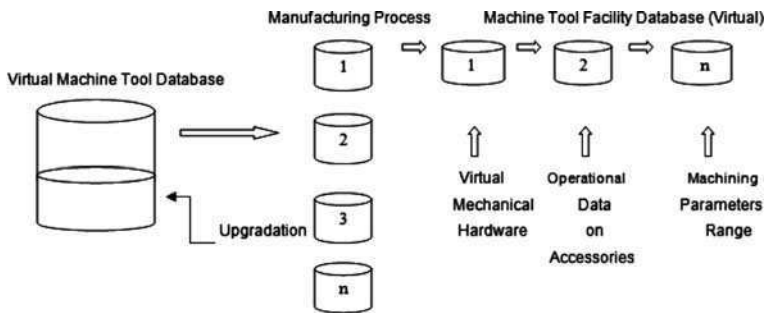 Manufacturing Process
Machine Tool Facility Database (Virtual)
Virtual Machine Tool Database
1
2
3
n
1
2
n
Upgradation
Virtual
Mechanical
Hardware
Operational
Data
on
Accessories
Machining
Parameters
Range